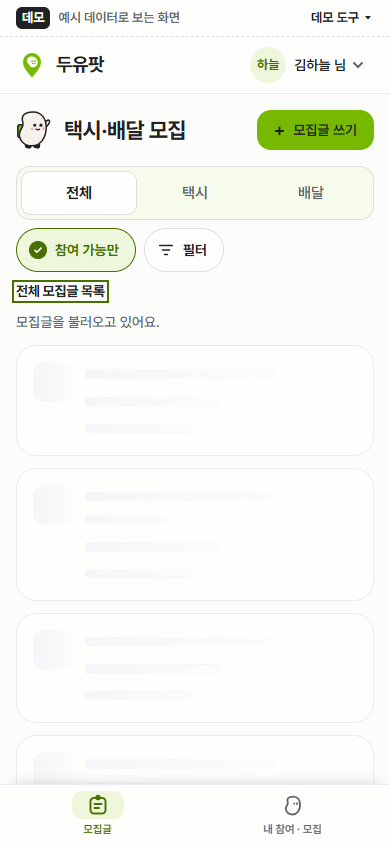 데모 예시 데이터로 보는 화면 데모 도구
두유팟 하늘 김하늘 님
택시·배달 모집 + 모집글 쓰기
전체 택시 배달
참여 가능만 필터
전체 모집글 목록
모집글을 불러오고 있어요.
모집글 내 참여 · 모집